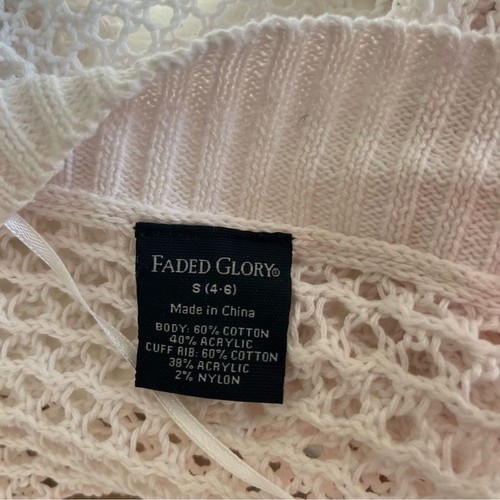 FADED GLORY®
S (4-6)
Made in China
BODY: 60% COTTON
40% ACRYLIC
CUFF RIB: 60% COTTON
38% ACRYLIC
2% NYLON